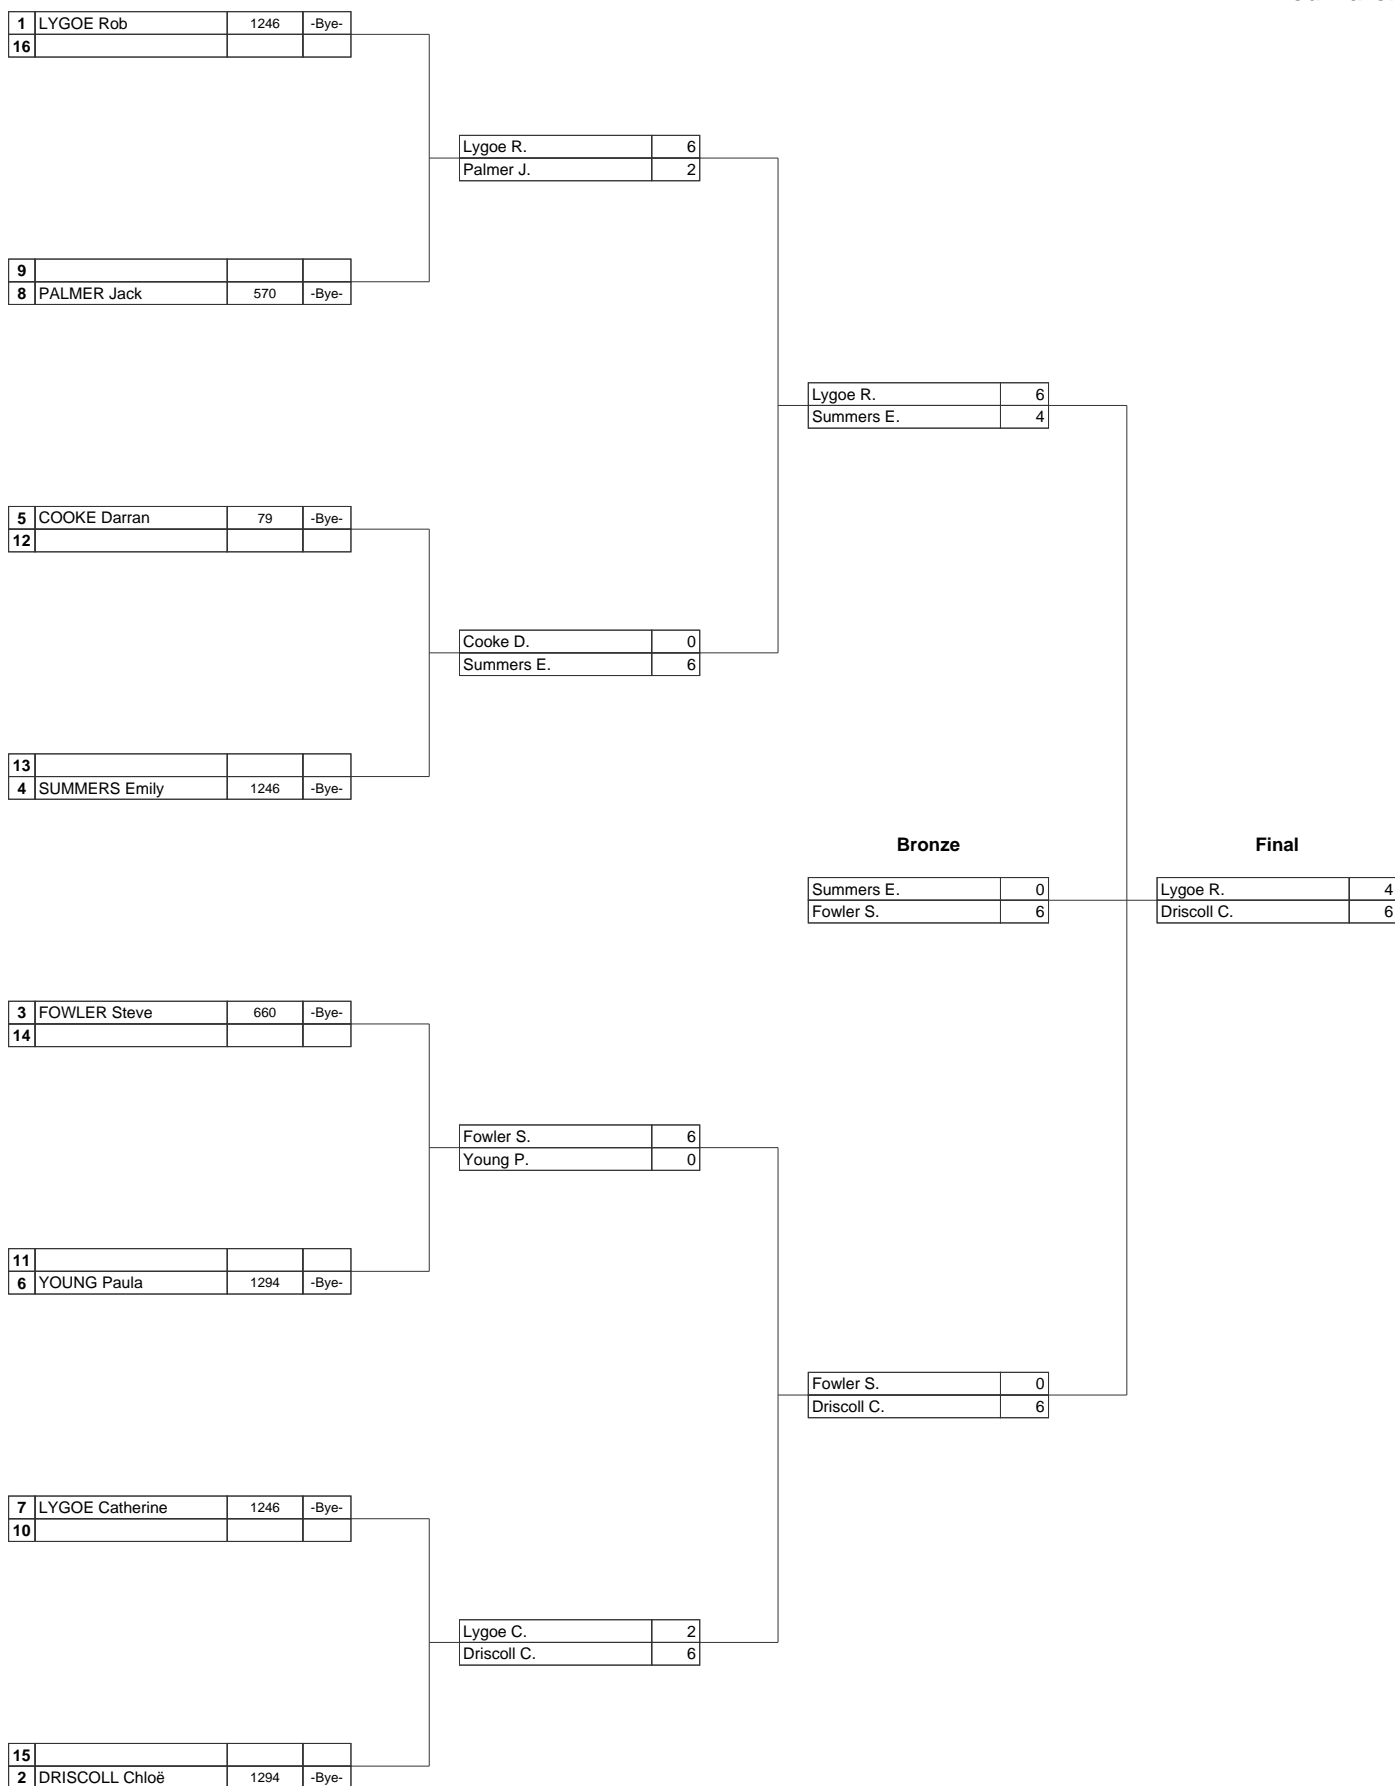 1 LYGOE Rob 1246 -Bye-
16
Lygoe R. 6
Palmer J. 2
9
8 PALMER Jack 570 -Bye-
Lygoe R. 6
Summers E. 4
5 COOKE Darran 79 -Bye-
12
Cooke D. 0
Summers E. 6
13
4 SUMMERS Emily 1246 -Bye-
Bronze Final
Summers E. 0 Lygoe R. 4
Fowler S. 6 Driscoll C. 6
3 FOWLER Steve 660 -Bye-
14
Fowler S. 6
Young P. 0
11
6 YOUNG Paula 1294 -Bye-
Fowler S. 0
Driscoll C. 6
7 LYGOE Catherine 1246 -Bye-
10
Lygoe C. 2
Driscoll C. 6
15
2 DRISCOLL Chloë 1294 -Bye-